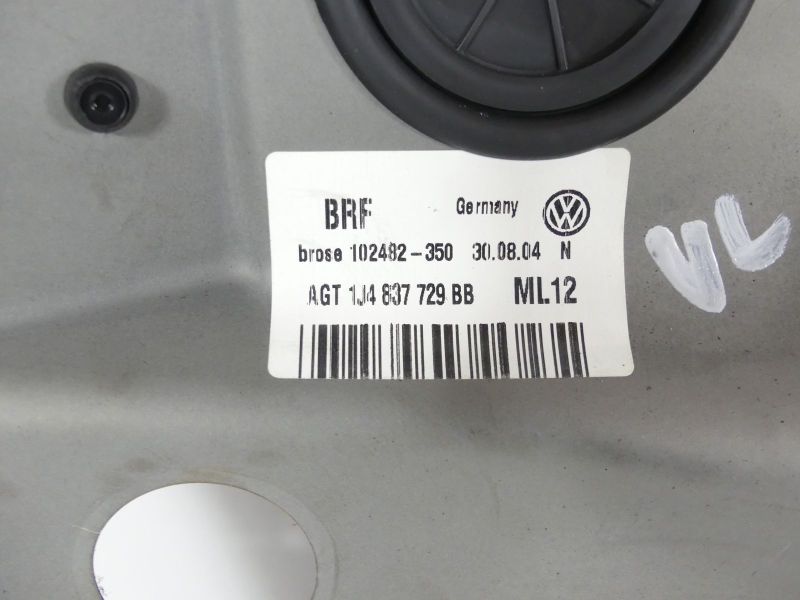 BRF Germany
brose 102482-350 30.08.04 N
AGT 1J4 837 729 BB ML12
VL